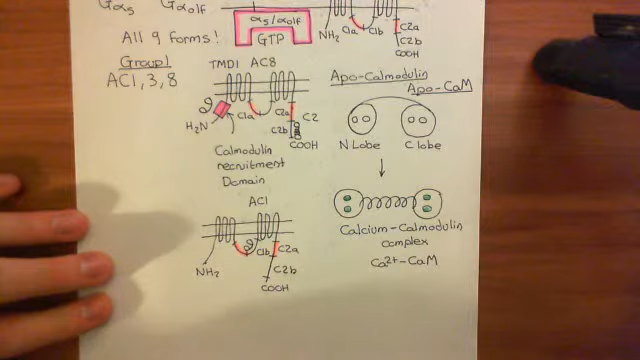 Gαs Gαolf
αs/αolf
GTP
NH₂ C1a C1b C2a
C2b
COOH
All 9 forms!
Group 1
AC1,3,8
TMD1 AC8
H₂N C1a C2a C2
C2b COOH
Calmodulin
recruitment
Domain
Apo-Calmodulin
Apo-CaM
N Lobe C lobe
Calcium-Calmodulin
Complex
Ca²⁺-CaM
AC1
C1b C2a
C2b
NH₂
COOH